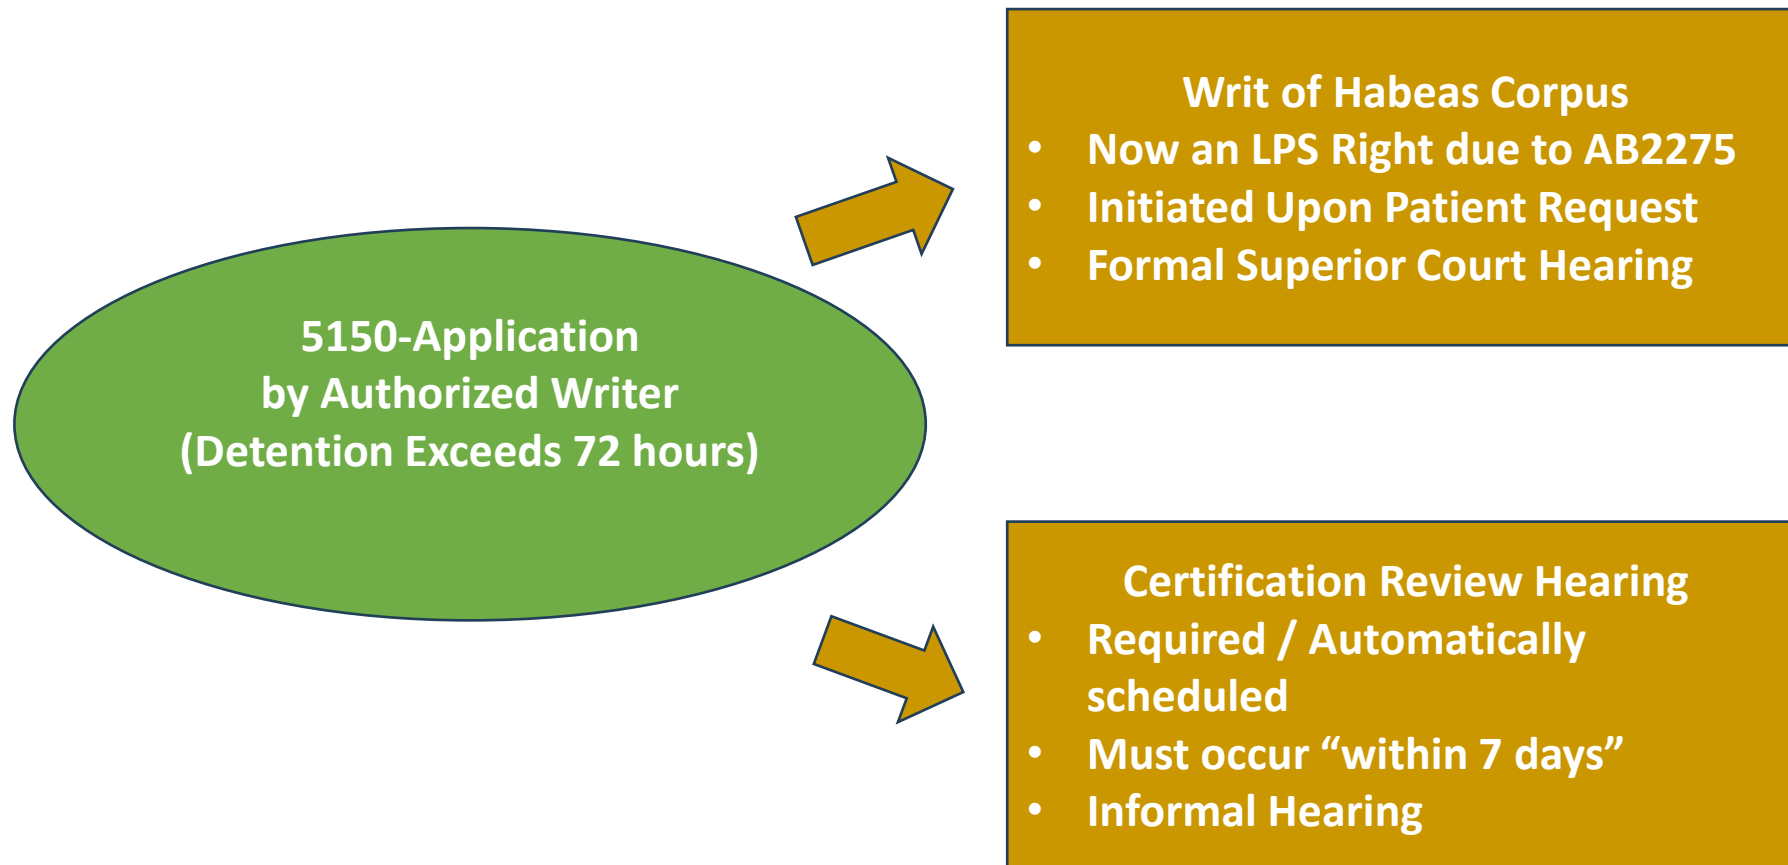 5150-Application
by Authorized Writer
(Detention Exceeds 72 hours)
Writ of Habeas Corpus
• Now an LPS Right due to AB2275
• Initiated Upon Patient Request
• Formal Superior Court Hearing
Certification Review Hearing
• Required / Automatically
scheduled
• Must occur “within 7 days”
• Informal Hearing